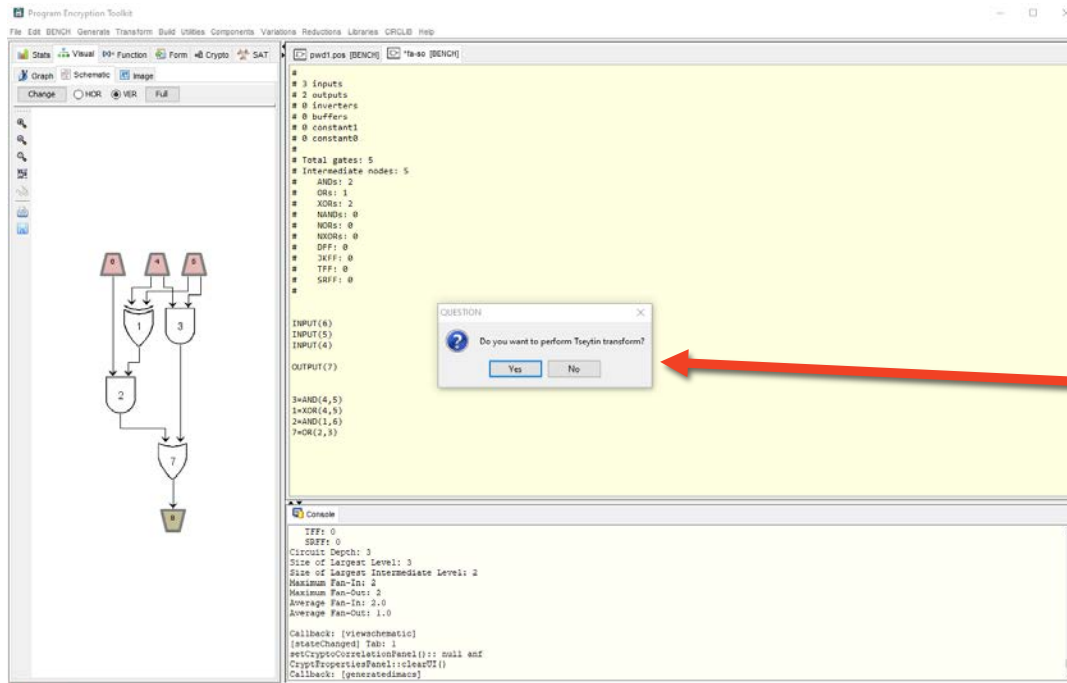 Program Encryption Toolkit
File Edit BENCH Generate Transform Build Utilities Components Variations Reductions Libraries CIRCLIB Help
Stats Visual Function Form Crypto SAT
Graph Schematic Image
Change HOR VER Full
6 4 5
1 3
2
7
8
pwd1.pos [BENCH] *fa-so [BENCH]
#
# 3 inputs
# 2 outputs
# 0 inverters
# 0 buffers
# 0 constant1
# 0 constant0
#
# Total gates: 5
# Intermediate nodes: 5
# ANDs: 2
# ORs: 1
# XORs: 2
# NANDs: 0
# NORs: 0
# NXORs: 0
# DFF: 0
# JKFF: 0
# TFF: 0
# SRFF: 0
#
INPUT(6)
INPUT(5)
INPUT(4)
OUTPUT(7)
3=AND(4,5)
1=XOR(4,5)
2=AND(1,6)
7=OR(2,3)
QUESTION
Do you want to perform Tseytin transform?
Yes No
Console
TFF: 0
SRFF: 0
Circuit Depth: 3
Size of Largest Level: 3
Size of Largest Intermediate Level: 2
Maximum Fan-In: 2
Maximum Fan-Out: 2
Average Fan-In: 2.0
Average Fan-Out: 1.0
Callback: [viewschematic]
[stateChanged] Tab: 1
setCryptoCorrelationPanel():: null anf
CryptPropertiesPanel::clearUI()
Callback: [generatedimacs]